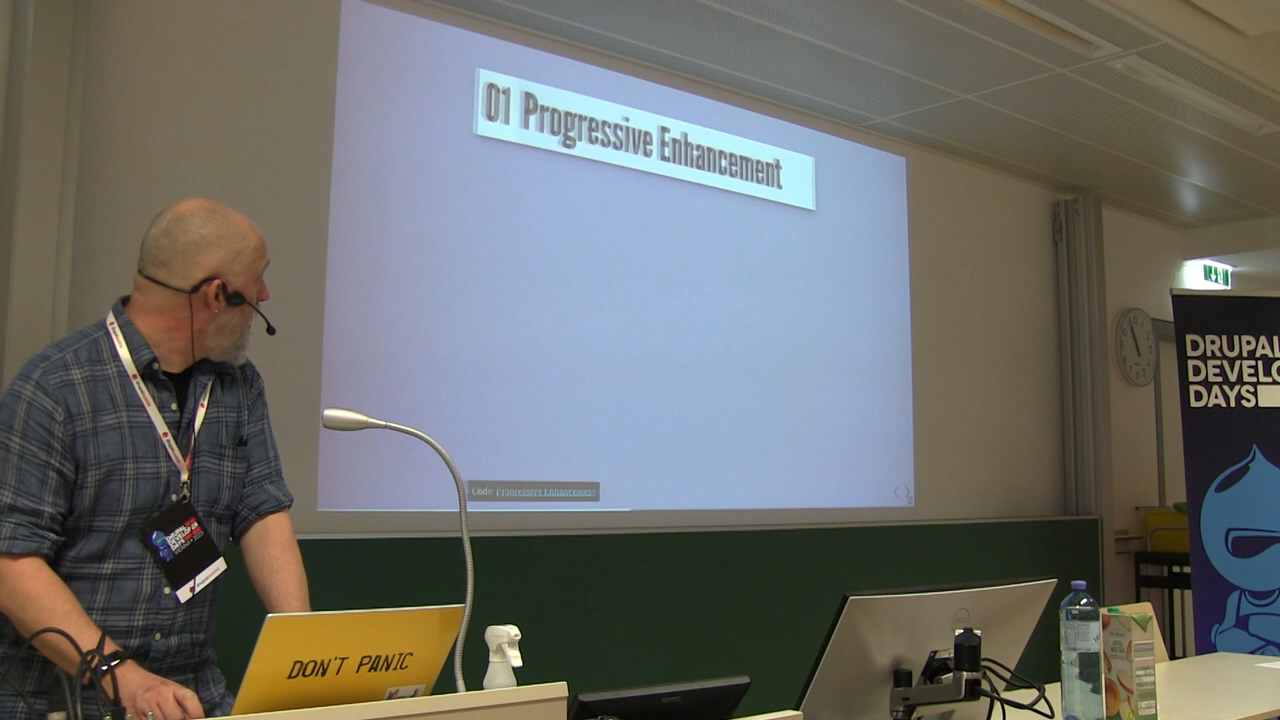 01 Progressive Enhancement
Code: Progressive Enhancement
DRUPAL
DEVELO
DAYS
DON'T PANIC